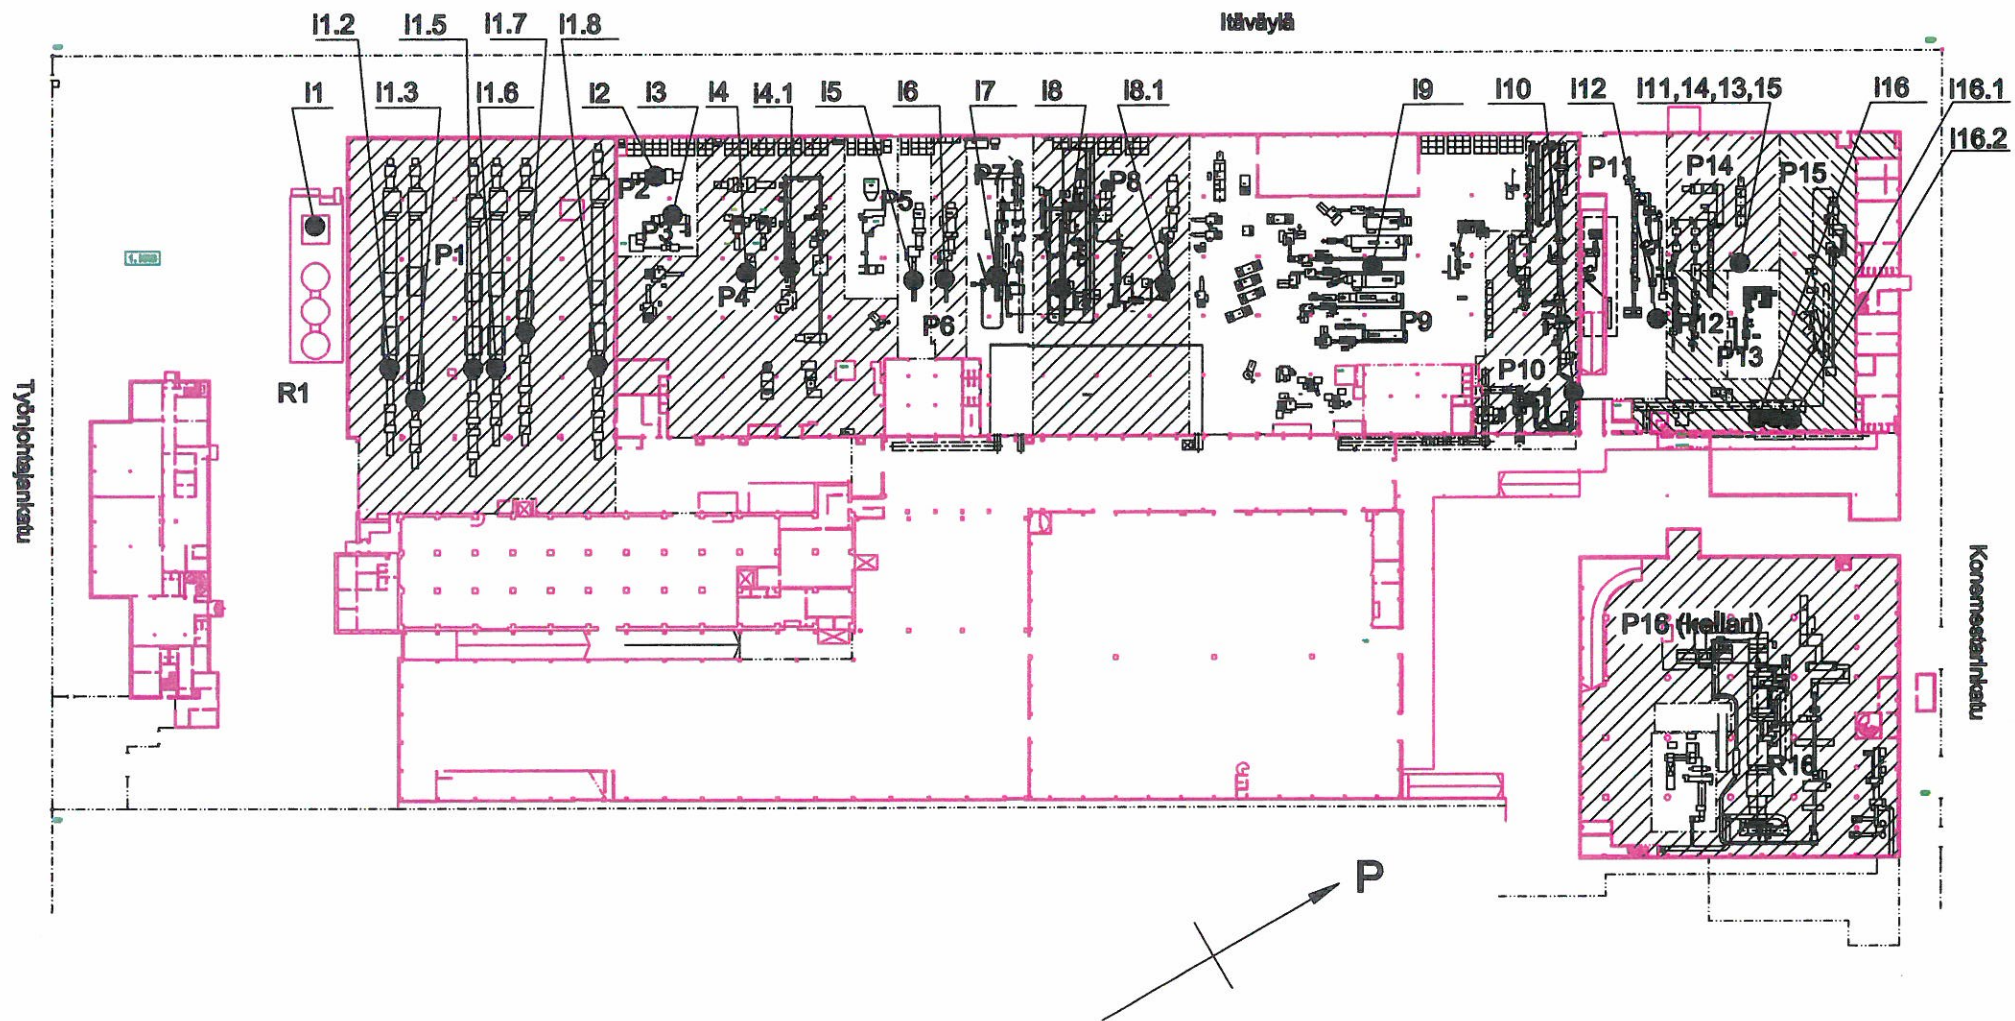 Itäväylä
I1.2
I1.5
I1.7
I1.8
I1
I1.3
I1.6
I2
I3
I4
I4.1
I5
I6
I7
I8
I8.1
I9
I10
I12
I11,14,13,15
I16
I16.1
I16.2
P1
P2
P3
P4
P5
P6
P7
P8
P9
P10
P11
P12
P13
P14
P15
R1
Työnjohtajankatu
Konemestarinkatu
P16 (kellari)
R16
P